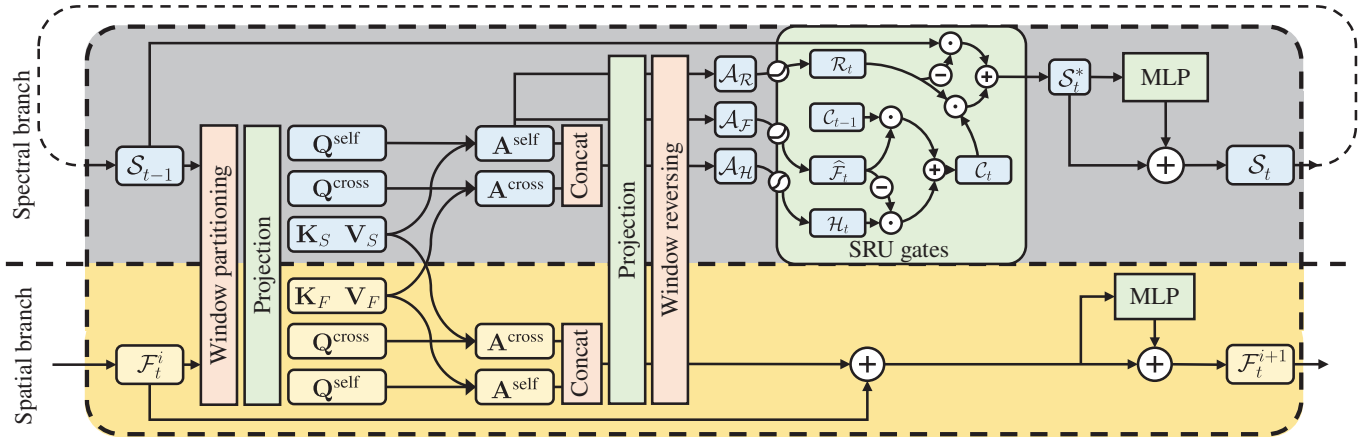 Spectral branch
Spatial branch
S_{t−1}
F_t^i
Window partitioning
Projection
Q^self
Q^cross
K_S V_S
K_F V_F
Q^cross
Q^self
A^self
A^cross
Concat
A^cross
A^self
Concat
Projection
Window reversing
A_R
A_F
A_H
R_t
C_{t−1}
F̂_t
H_t
C_t
SRU gates
S_t^*
MLP
S_t
MLP
F_t^{i+1}